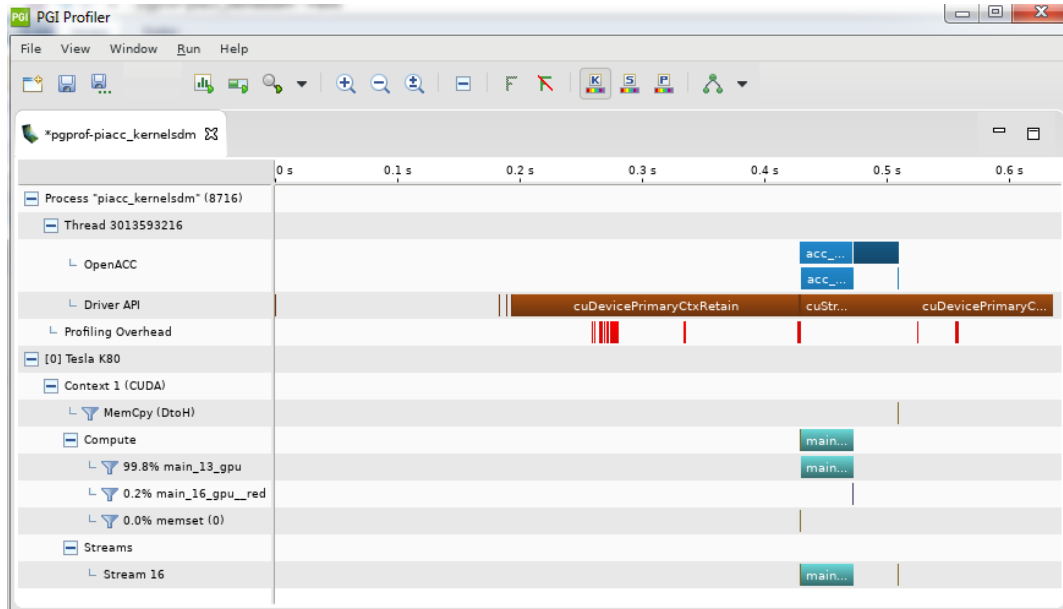 PGI PGI Profiler
File View Window Run Help
K S P
*pgprof-piacc_kernelsdm
0 s 0.1 s 0.2 s 0.3 s 0.4 s 0.5 s 0.6 s
Process "piacc_kernelsdm" (8716)
Thread 3013593216
acc_...
OpenACC
acc_...
Driver API cuDevicePrimaryCtxRetain cuStr... cuDevicePrimaryC...
Profiling Overhead
[0] Tesla K80
Context 1 (CUDA)
MemCpy (DtoH)
Compute main...
99.8% main_13_gpu main...
0.2% main_16_gpu__red
0.0% memset (0)
Streams
Stream 16 main...